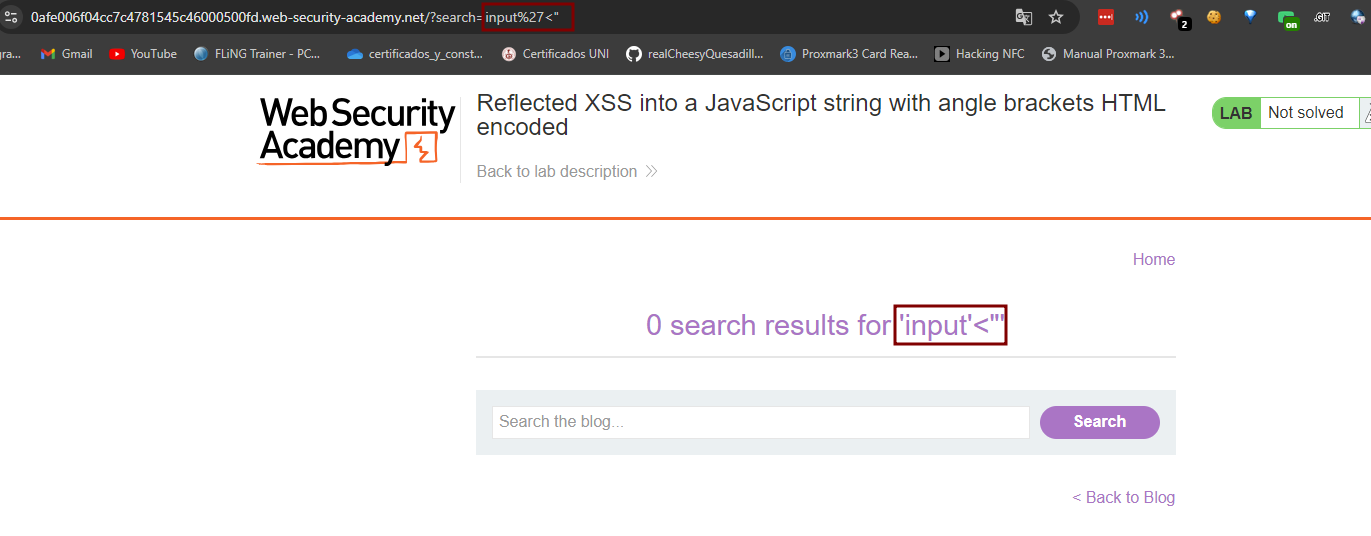 0afe006f04cc7c4781545c46000500fd.web-security-academy.net/?search=input%27<"
2
on
.GIT
gra...
Gmail
YouTube
FLiNG Trainer - PC...
certificados_y_const...
Certificados UNI
realCheesyQuesadill...
Proxmark3 Card Rea...
Hacking NFC
Manual Proxmark 3...
Web Security
Academy
Reflected XSS into a JavaScript string with angle brackets HTML
encoded
Back to lab description
LAB
Not solved
Home
0 search results for 'input'<"'
Search the blog...
Search
< Back to Blog